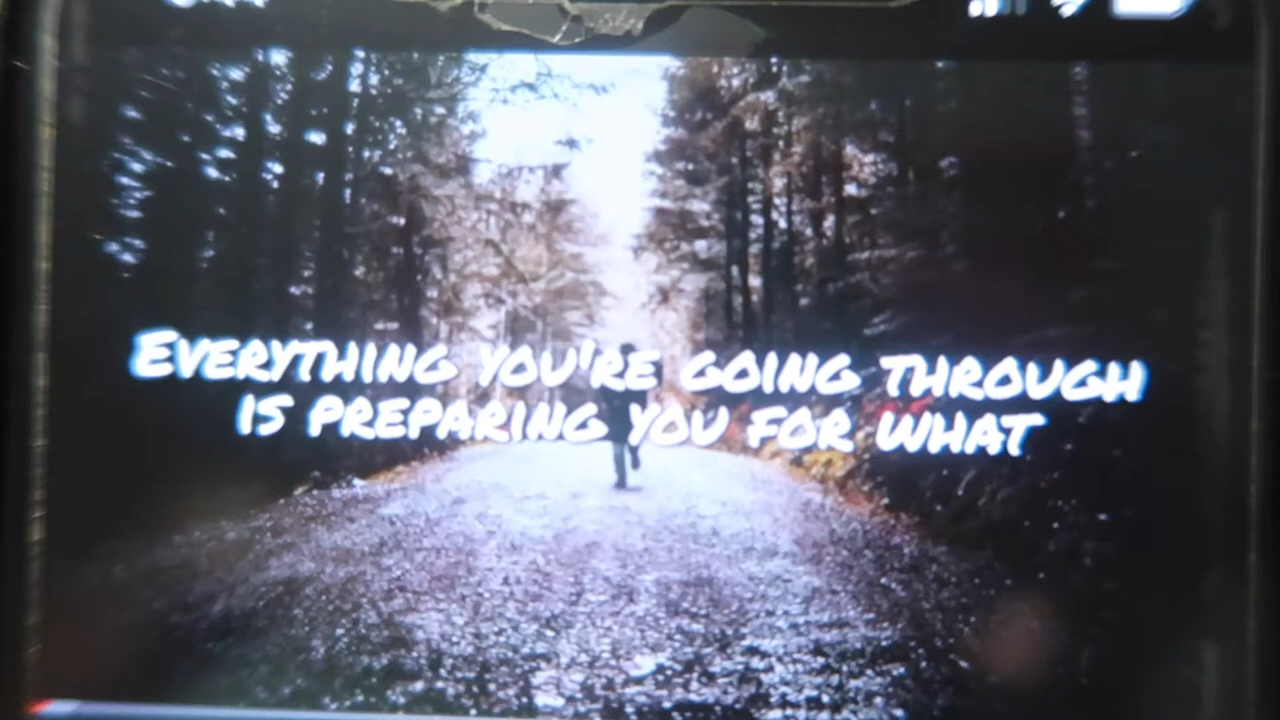 EVERYTHING YOU'RE GOING THROUGH
IS PREPARING YOU FOR WHAT